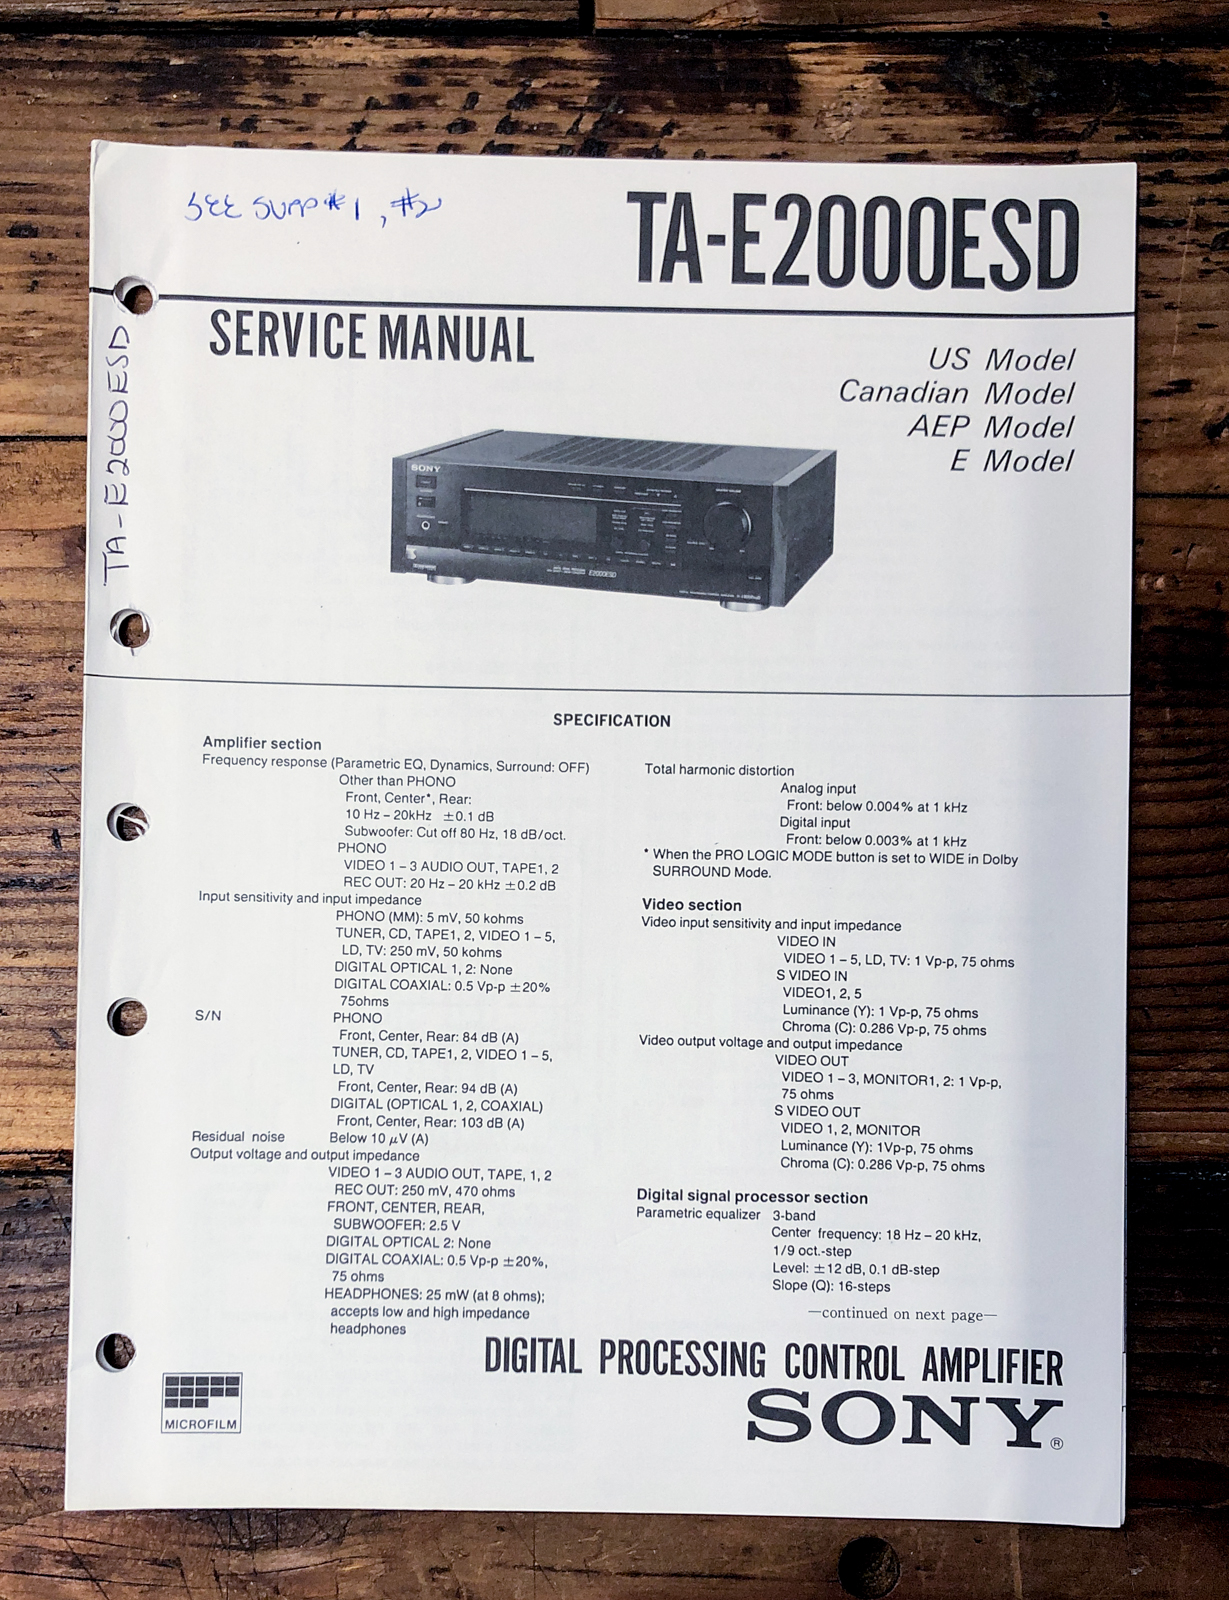 SEE SUPP #1, #2
TA-E2000ESD
TA-E2000ESD
SERVICE MANUAL
US Model
Canadian Model
AEP Model
E Model
SONY
E2000ESD
SPECIFICATION
Amplifier section
Frequency response (Parametric EQ, Dynamics, Surround: OFF)
Other than PHONO
Front, Center*, Rear:
10 Hz – 20kHz ±0.1 dB
Subwoofer: Cut off 80 Hz, 18 dB/oct.
PHONO
VIDEO 1 – 3 AUDIO OUT, TAPE1, 2
REC OUT: 20 Hz – 20 kHz ±0.2 dB
Input sensitivity and input impedance
PHONO (MM): 5 mV, 50 kohms
TUNER, CD, TAPE1, 2, VIDEO 1 – 5,
LD, TV: 250 mV, 50 kohms
DIGITAL OPTICAL 1, 2: None
DIGITAL COAXIAL: 0.5 Vp-p ±20%
75ohms
S/N PHONO
Front, Center, Rear: 84 dB (A)
TUNER, CD, TAPE1, 2, VIDEO 1 – 5,
LD, TV
Front, Center, Rear: 94 dB (A)
DIGITAL (OPTICAL 1, 2, COAXIAL)
Front, Center, Rear: 103 dB (A)
Residual noise Below 10 μV (A)
Output voltage and output impedance
VIDEO 1 – 3 AUDIO OUT, TAPE, 1, 2
REC OUT: 250 mV, 470 ohms
FRONT, CENTER, REAR,
SUBWOOFER: 2.5 V
DIGITAL OPTICAL 2: None
DIGITAL COAXIAL: 0.5 Vp-p ±20%,
75 ohms
HEADPHONES: 25 mW (at 8 ohms);
accepts low and high impedance
headphones
Total harmonic distortion
Analog input
Front: below 0.004% at 1 kHz
Digital input
Front: below 0.003% at 1 kHz
* When the PRO LOGIC MODE button is set to WIDE in Dolby
SURROUND Mode.
Video section
Video input sensitivity and input impedance
VIDEO IN
VIDEO 1 – 5, LD, TV: 1 Vp-p, 75 ohms
S VIDEO IN
VIDEO1, 2, 5
Luminance (Y): 1 Vp-p, 75 ohms
Chroma (C): 0.286 Vp-p, 75 ohms
Video output voltage and output impedance
VIDEO OUT
VIDEO 1 – 3, MONITOR1, 2: 1 Vp-p,
75 ohms
S VIDEO OUT
VIDEO 1, 2, MONITOR
Luminance (Y): 1Vp-p, 75 ohms
Chroma (C): 0.286 Vp-p, 75 ohms
Digital signal processor section
Parametric equalizer 3-band
Center frequency: 18 Hz – 20 kHz,
1/9 oct.-step
Level: ±12 dB, 0.1 dB-step
Slope (Q): 16-steps
—continued on next page—
DIGITAL PROCESSING CONTROL AMPLIFIER
SONY®
MICROFILM